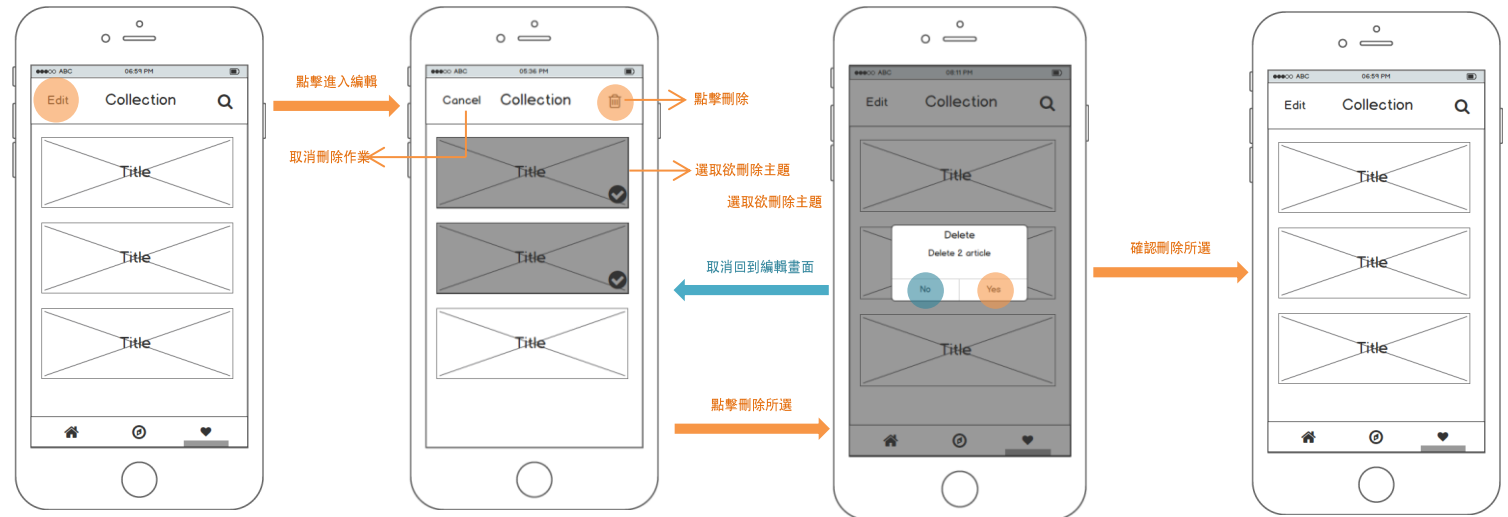 ABC 06:59 PM
Edit Collection
Title
Title
Title
點擊進入編輯
取消刪除作業
ABC 05:36 PM
Cancel Collection
Title
Title
Title
點擊刪除
選取欲刪除主題
選取欲刪除主題
取消回到編輯畫面
點擊刪除所選
ABC 08:11 PM
Edit Collection
Title
Delete
Delete 2 article
No Yes
Title
確認刪除所選
ABC 06:59 PM
Edit Collection
Title
Title
Title